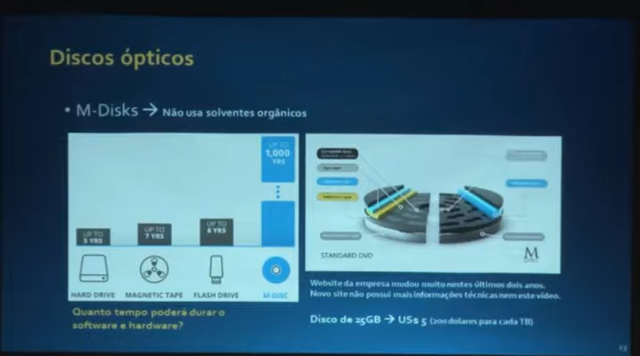 Discos ópticos
• M-Disks → Não usa solventes orgânicos
UP TO
1,000
YRS
UP TO
5 YRS
UP TO
7 YRS
UP TO
8 YRS
HARD DRIVE
MAGNETIC TAPE
FLASH DRIVE
M-DISC
STANDARD DVD
M
Quanto tempo poderá durar o
software e hardware?
Website da empresa mudou muito nestes últimos dois anos.
Novo site não possui mais informações técnicas nem este video.
Disco de 25GB → US$ 5 (200 dolares para cada TB)